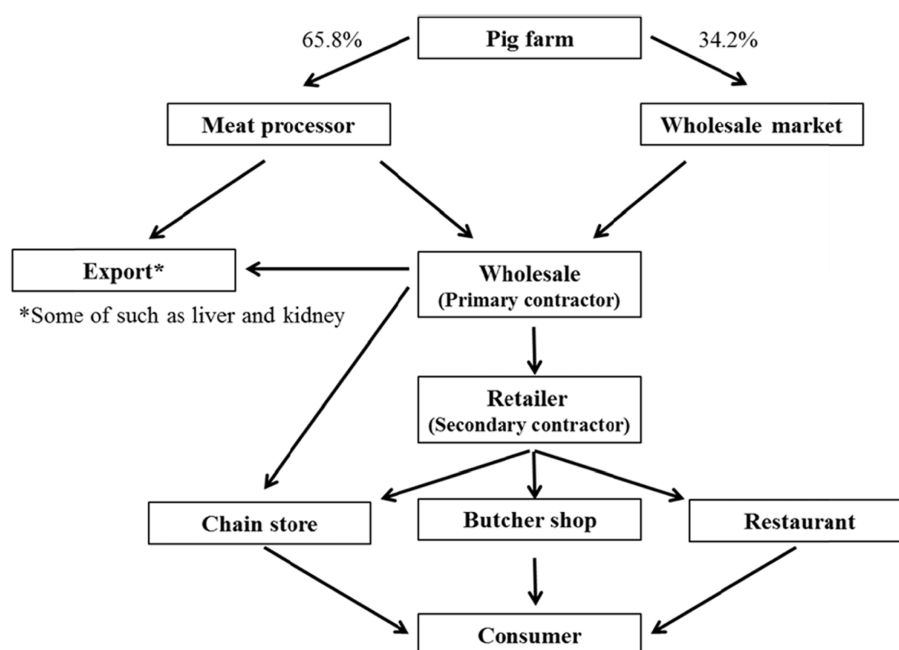 65.8%
Pig farm
34.2%
Meat processor
Wholesale market
Export*
Wholesale
(Primary contractor)
*Some of such as liver and kidney
Retailer
(Secondary contractor)
Chain store
Butcher shop
Restaurant
Consumer